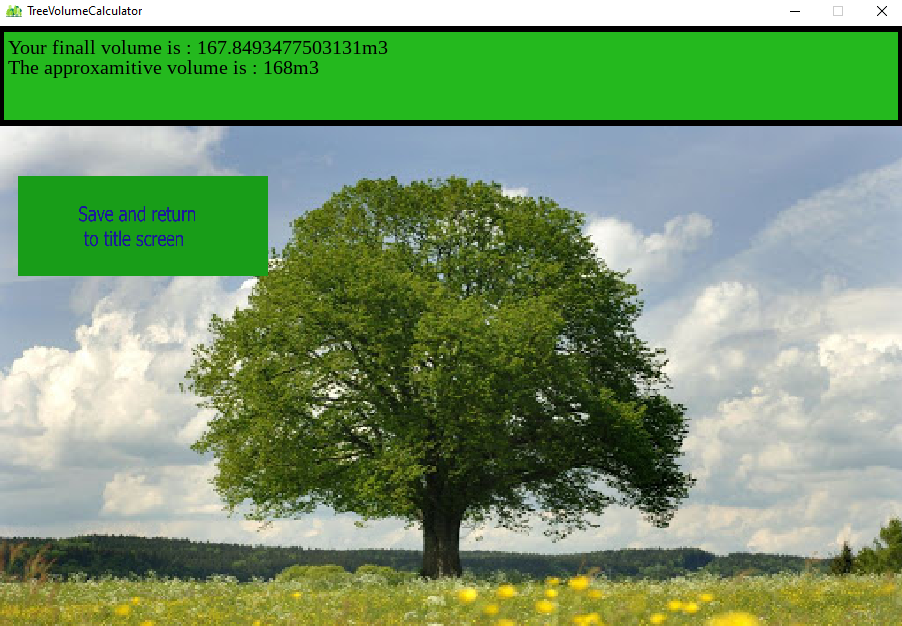 TreeVolumeCalculator
Your finall volume is : 167.8493477503131m3
The approxamitive volume is : 168m3
Save and return
to title screen